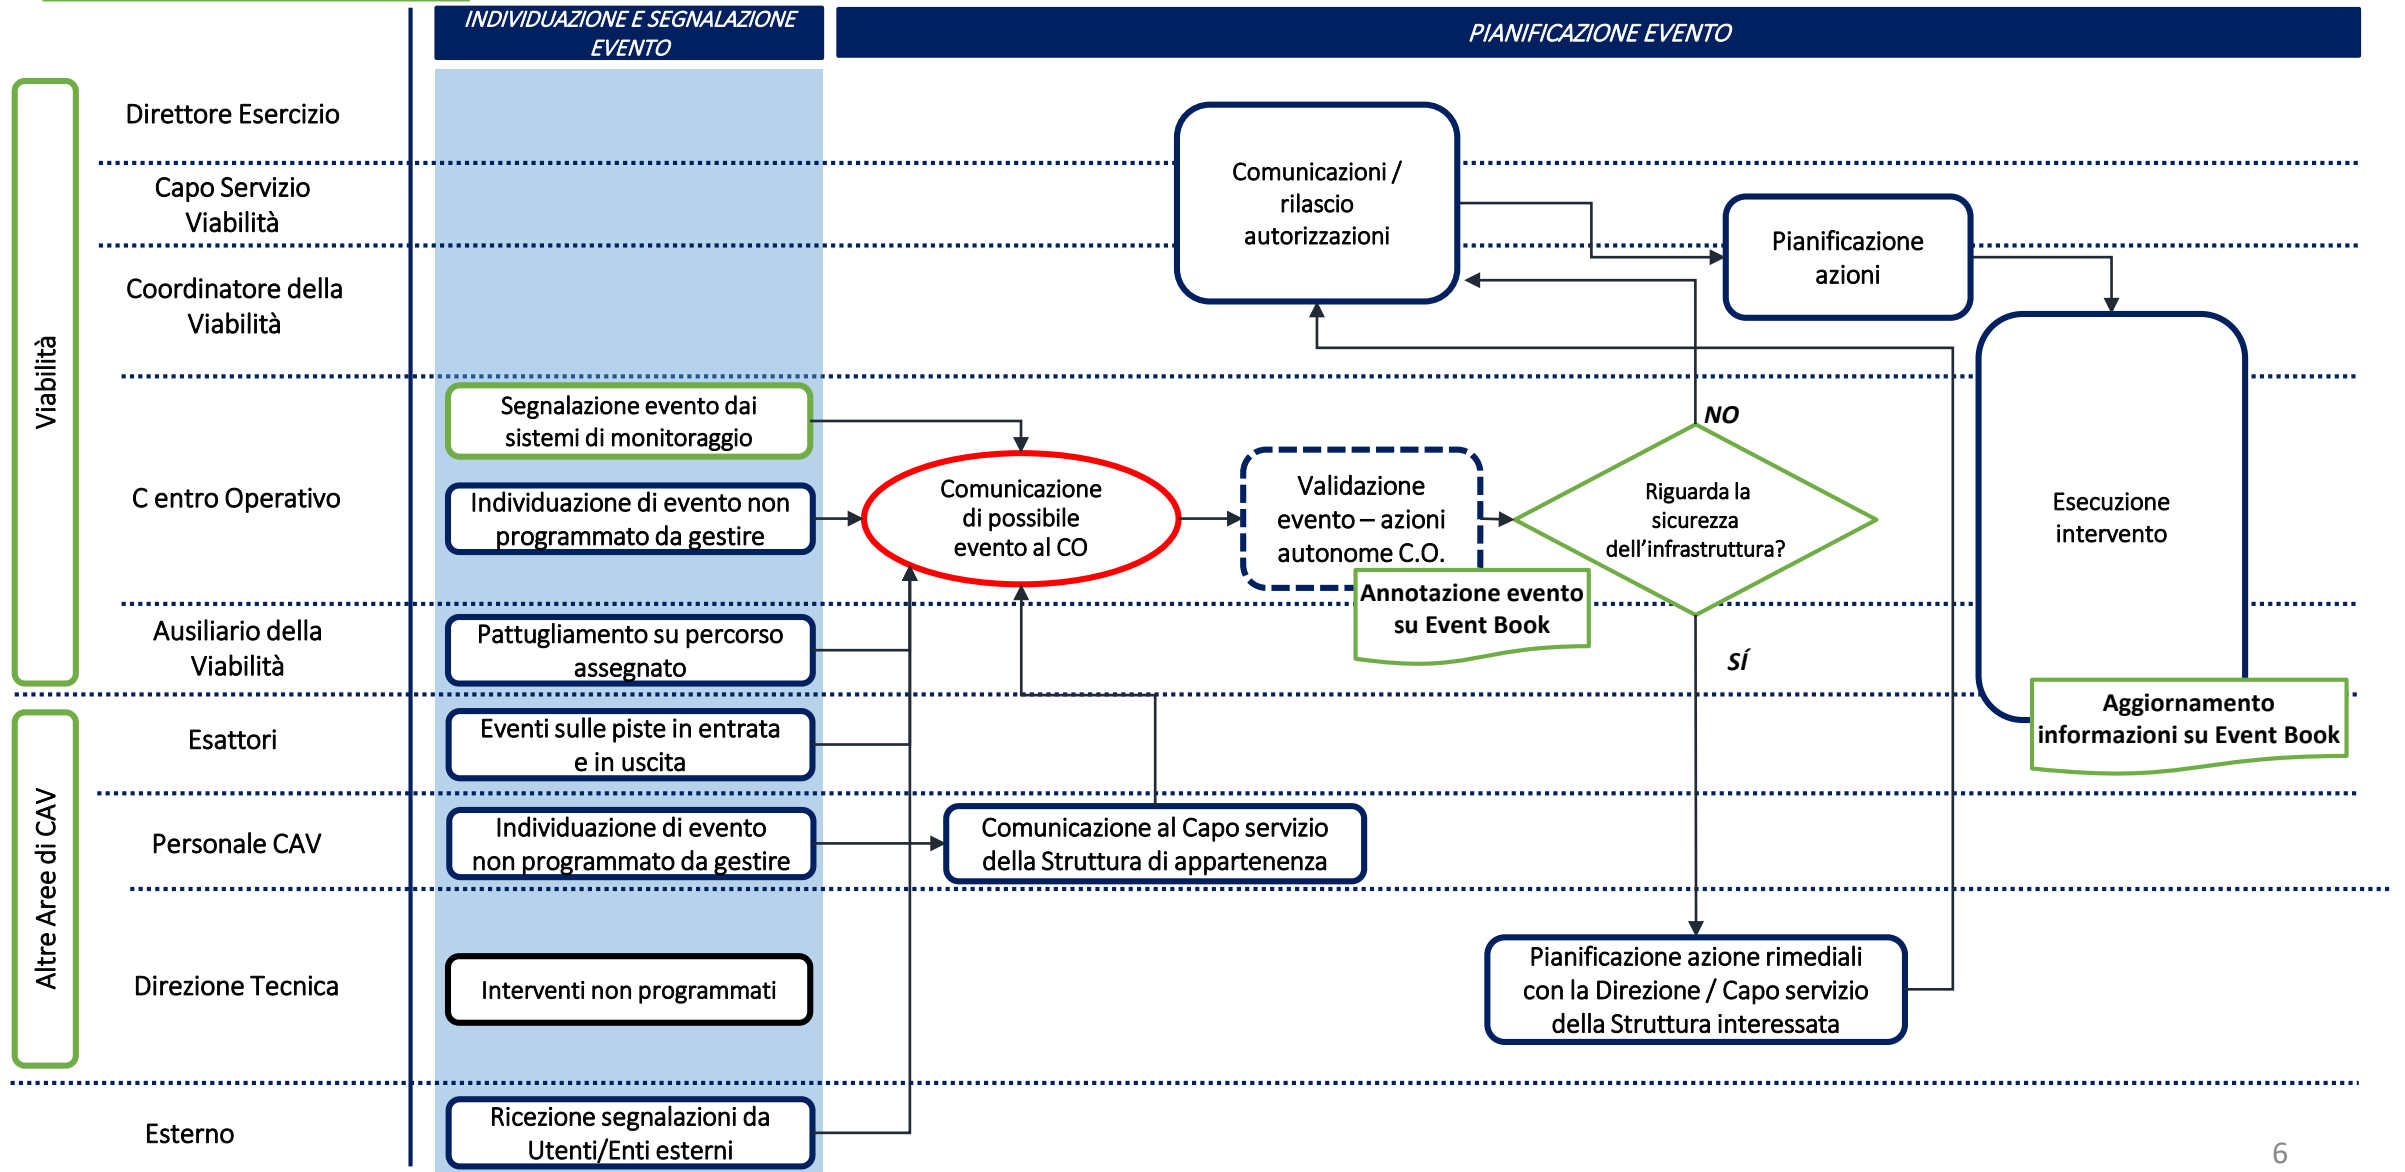 INDIVIDUAZIONE E SEGNALAZIONE
EVENTO
PIANIFICAZIONE EVENTO
Viabilità
Direttore Esercizio
Comunicazioni /
rilascio
autorizzazioni
Capo Servizio
Viabilità
Pianificazione
azioni
Coordinatore della
Viabilità
C entro Operativo
Segnalazione evento dai
sistemi di monitoraggio
Individuazione di evento non
programmato da gestire
Comunicazione
di possibile
evento al CO
Validazione
evento – azioni
autonome C.O.
Annotazione evento
su Event Book
Riguarda la
sicurezza
dell'infrastruttura?
NO
SÍ
Esecuzione
intervento
Aggiornamento
informazioni su Event Book
Ausiliario della
Viabilità
Pattugliamento su percorso
assegnato
Altre Aree di CAV
Esattori
Eventi sulle piste in entrata
e in uscita
Personale CAV
Individuazione di evento
non programmato da gestire
Comunicazione al Capo servizio
della Struttura di appartenenza
Direzione Tecnica
Interventi non programmati
Pianificazione azione rimediali
con la Direzione / Capo servizio
della Struttura interessata
Esterno
Ricezione segnalazioni da
Utenti/Enti esterni
6